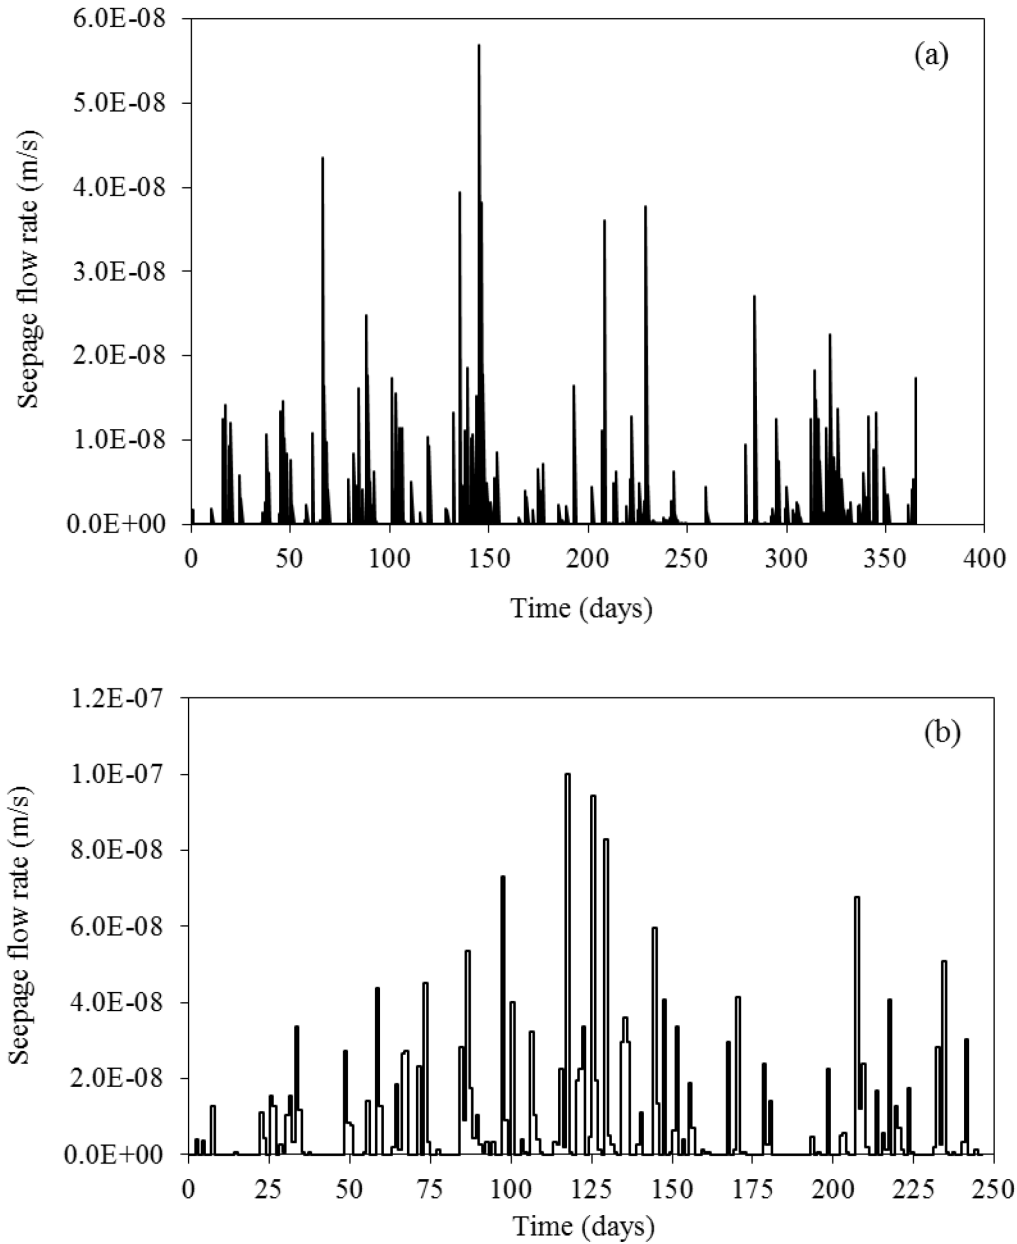 6.0E-08
(a)
5.0E-08
4.0E-08
3.0E-08
2.0E-08
1.0E-08
0.0E+00
Seepage flow rate (m/s)
0 50 100 150 200 250 300 350 400
Time (days)
1.2E-07
(b)
1.0E-07
8.0E-08
6.0E-08
4.0E-08
2.0E-08
0.0E+00
Seepage flow rate (m/s)
0 25 50 75 100 125 150 175 200 225 250
Time (days)